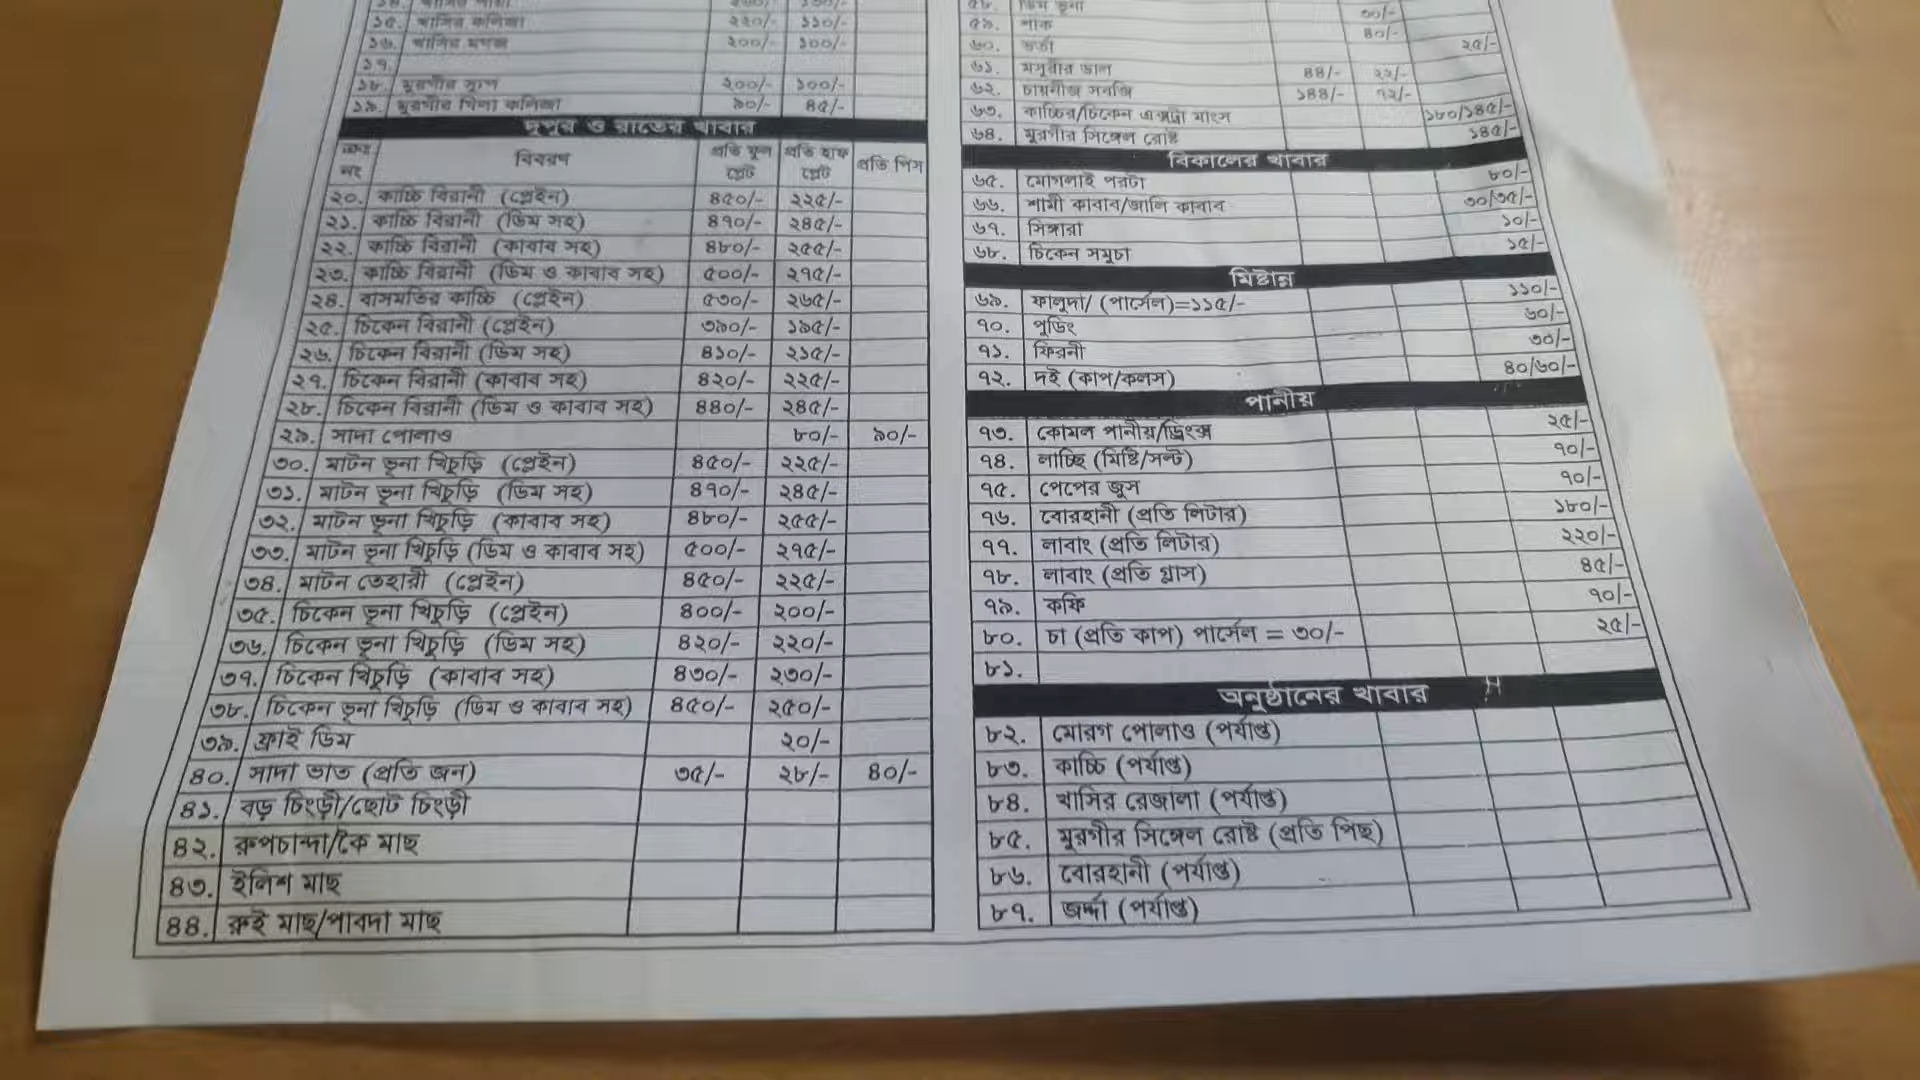 ১৫. খাসির কলিজা ২২০/- ১১০/-
১৬. খাসির মগজ ২০০/- ১০০/-
১৭.
১৮. মুরগীর সুপ ২০০/- ১০০/-
১৯. মুরগীর গিলা কলিজা ৯০/- ৪৫/-
দুপুর ও রাতের খাবার
ক্রমিক নং বিবরণ প্রতি ফুল প্লেট প্রতি হাফ প্লেট প্রতি পিস
২০. কাচ্চি বিরানী (প্লেইন) ৪৫০/- ২২৫/-
২১. কাচ্চি বিরানী (ডিম সহ) ৪৭০/- ২৪৫/-
২২. কাচ্চি বিরানী (কাবাব সহ) ৪৮০/- ২৫৫/-
২৩. কাচ্চি বিরানী (ডিম ও কাবাব সহ) ৫০০/- ২৭৫/-
২৪. বাসমতির কাচ্চি (প্লেইন) ৫৩০/- ২৬৫/-
২৫. চিকেন বিরানী (প্লেইন) ৩৯০/- ১৯৫/-
২৬. চিকেন বিরানী (ডিম সহ) ৪১০/- ২১৫/-
২৭. চিকেন বিরানী (কাবাব সহ) ৪২০/- ২২৫/-
২৮. চিকেন বিরানী (ডিম ও কাবাব সহ) ৪৪০/- ২৪৫/-
২৯. সাদা পোলাও ৮০/- ৯০/-
৩০. মাটন ভূনা খিচুড়ি (প্লেইন) ৪৫০/- ২২৫/-
৩১. মাটন ভূনা খিচুড়ি (ডিম সহ) ৪৭০/- ২৪৫/-
৩২. মাটন ভূনা খিচুড়ি (কাবাব সহ) ৪৮০/- ২৫৫/-
৩৩. মাটন ভূনা খিচুড়ি (ডিম ও কাবাব সহ) ৫০০/- ২৭৫/-
৩৪. মাটন তেহারী (প্লেইন) ৪৫০/- ২২৫/-
৩৫. চিকেন ভূনা খিচুড়ি (প্লেইন) ৪০০/- ২০০/-
৩৬. চিকেন ভূনা খিচুড়ি (ডিম সহ) ৪২০/- ২২০/-
৩৭. চিকেন খিচুড়ি (কাবাব সহ) ৪৩০/- ২৩০/-
৩৮. চিকেন ভূনা খিচুড়ি (ডিম ও কাবাব সহ) ৪৫০/- ২৫০/-
৩৯. ফ্রাই ডিম ২০/-
৪০. সাদা ভাত (প্রতি জন) ৩৫/- ২৮/- ৪০/-
৪১. বড় চিংড়ী/ছোট চিংড়ী
৪২. রুপচান্দা/কৈ মাছ
৪৩. ইলিশ মাছ
৪৪. রুই মাছ/পাবদা মাছ
৫৮. ডিম ভূনা ৩০/-
৫৯. শাক ৪০/-
৬০. ভর্তা ২৫/-
৬১. মসুরীর ডাল ৪৪/- ২২/-
৬২. চায়নীজ সবজি ১৪৪/- ৭২/-
৬৩. কাচ্চির/চিকেন এক্সট্রা মাংস ১৮০/১৪৫/-
৬৪. মুরগীর সিঙ্গেল রোষ্ট ১৪৫/-
বিকালের খাবার
৬৫. মোগলাই পরটা ৮০/-
৬৬. শামী কাবাব/জালি কাবাব ৩০/৩৫/-
৬৭. সিঙ্গারা ১০/-
৬৮. চিকেন সমুচা ১৫/-
মিষ্টান্ন
৬৯. ফালুদা/ (পার্সেল)=১১৫/- ১১০/-
৭০. পুডিং ৬০/-
৭১. ফিরনী ৩০/-
৭২. দই (কাপ/কলস) ৪০/৬০/-
পানীয়
৭৩. কোমল পানীয়/ড্রিংক্স ২৫/-
৭৪. লাচ্ছি (মিষ্টি/সল্ট) ৭০/-
৭৫. পেপের জুস ৭০/-
৭৬. বোরহানী (প্রতি লিটার) ১৮০/-
৭৭. লাবাং (প্রতি লিটার) ২২০/-
৭৮. লাবাং (প্রতি গ্লাস) ৪৫/-
৭৯. কফি ৭০/-
৮০. চা (প্রতি কাপ) পার্সেল = ৩০/- ২৫/-
৮১.
অনুষ্ঠানের খাবার
৮২. মোরগ পোলাও (পর্যাপ্ত)
৮৩. কাচ্চি (পর্যাপ্ত)
৮৪. খাসির রেজালা (পর্যাপ্ত)
৮৫. মুরগীর সিঙ্গেল রোষ্ট (প্রতি পিছ)
৮৬. বোরহানী (পর্যাপ্ত)
৮৭. জর্দ্দা (পর্যাপ্ত)